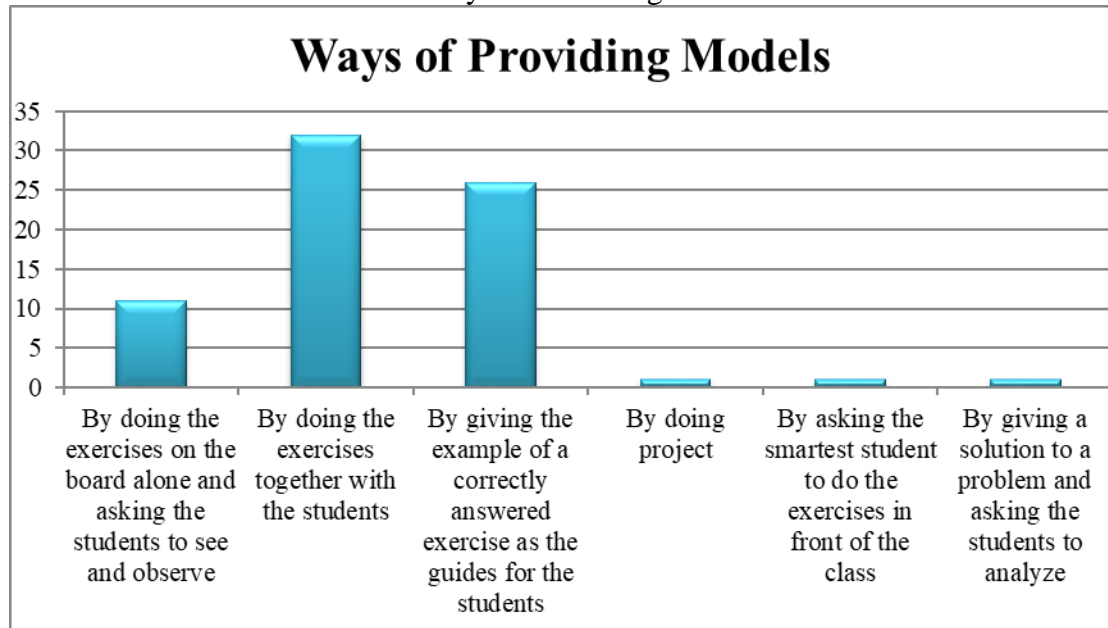 Ways of Providing Models
35
30
25
20
15
10
5
0
By doing the
exercises on the
board alone and
asking the
students to see
and observe
By doing the
exercises
together with
the students
By giving the
example of a
correctly
answered
exercise as the
guides for the
students
By doing
project
By asking the
smartest student
to do the
exercises in
front of the
class
By giving a
solution to a
problem and
asking the
students to
analyze